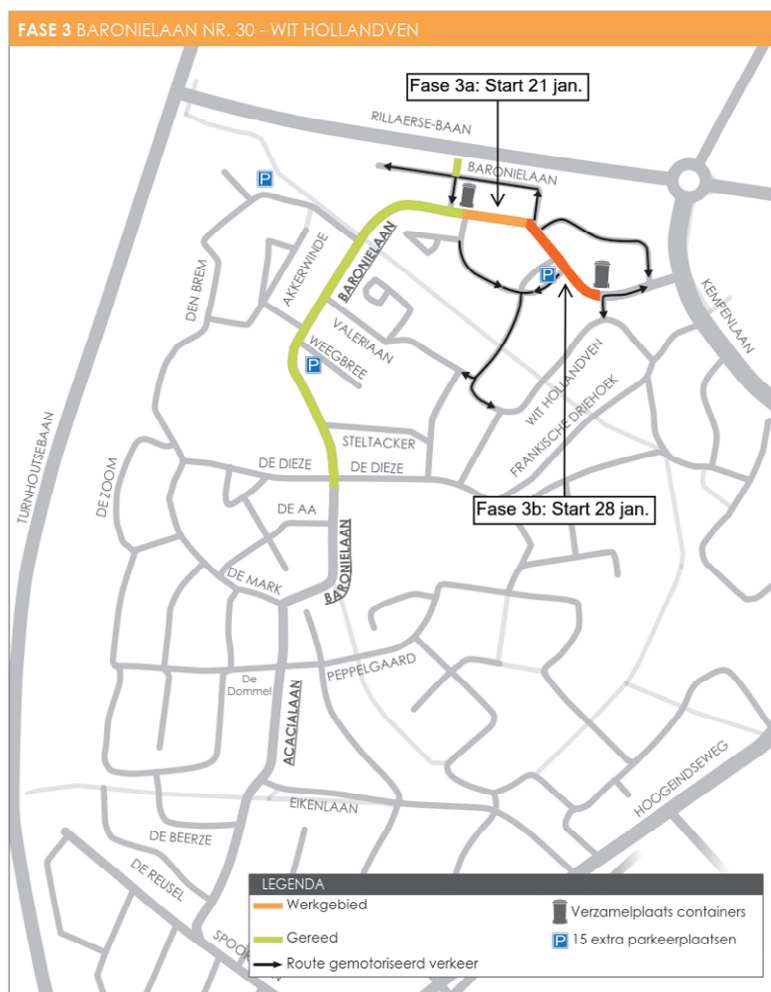 FASE 3 BARONIELAAN NR. 30 - WIT HOLLANDVEN
Fase 3a: Start 21 jan.
RILLAERSE-BAAN
BARONIELAAN
P
AKKERWINDE
BARONIELAAN
DEN BREM
P
KEMPENLAAN
VALERIAAN
WEEGBREE
P
WIT HOLLANDVEN
FRANKISCHE DRIEHOEK
TURNHOUTSEBAAN
STELTACKER
DE DIEZE
DE DIEZE
DE ZOOM
Fase 3b: Start 28 jan.
DE AA
BARONIELAAN
DE MARK
PEPPELGAARD
De
Dommel
ACACIALAAN
HOOGEINDSEWEG
EIKENLAAN
DE BEERZE
DE REUSEL
LEGENDA
Werkgebied
Verzamelplaats containers
Gereed
P 15 extra parkeerplaatsen
Route gemotoriseerd verkeer